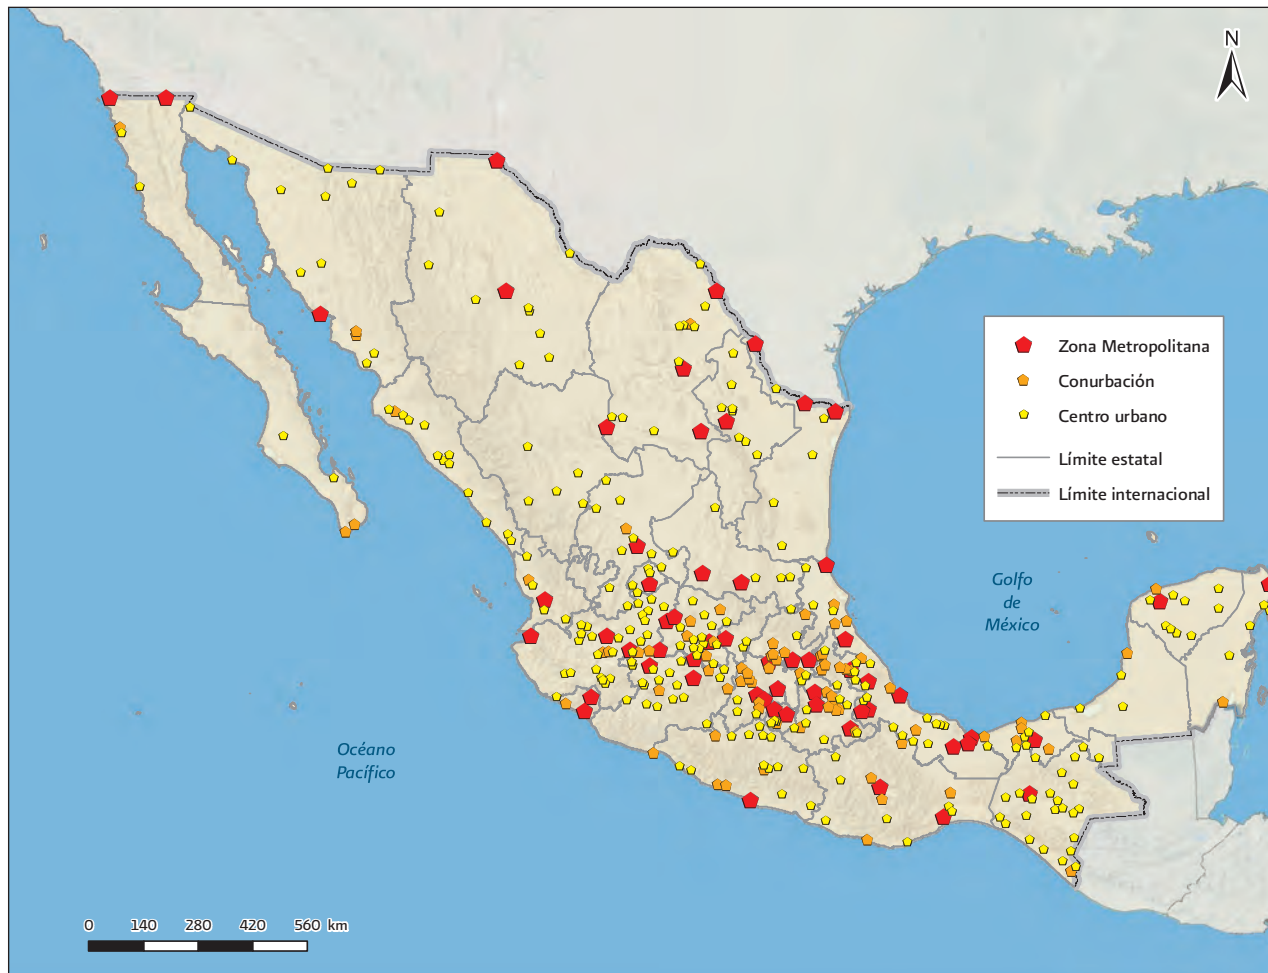 N
Zona Metropolitana
Conurbación
Centro urbano
Límite estatal
Límite internacional
Golfo
de
México
Océano
Pacífico
0 140 280 420 560 km